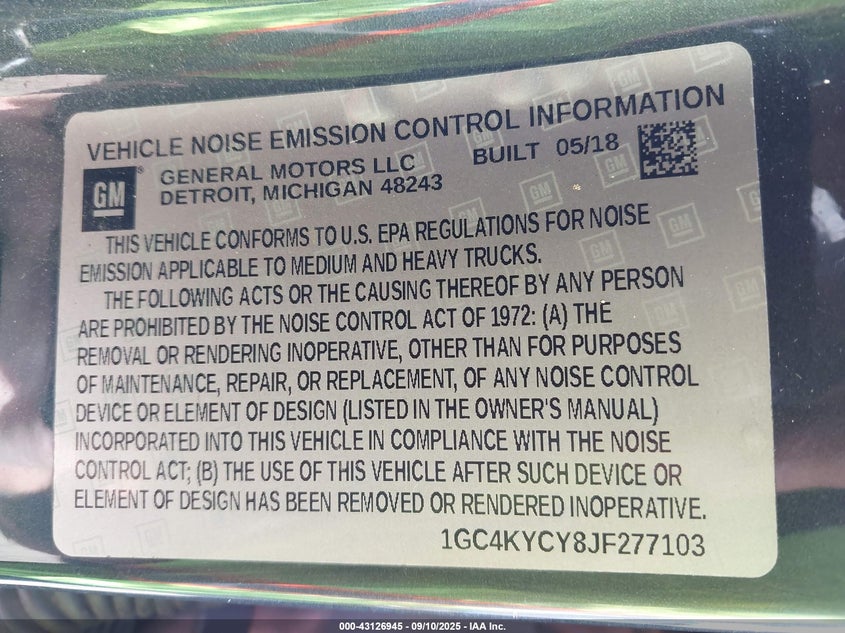 VEHICLE NOISE EMISSION CONTROL INFORMATION
GM ® GENERAL MOTORS LLC BUILT 05/18
DETROIT, MICHIGAN 48243
THIS VEHICLE CONFORMS TO U.S. EPA REGULATIONS FOR NOISE
EMISSION APPLICABLE TO MEDIUM AND HEAVY TRUCKS.
THE FOLLOWING ACTS OR THE CAUSING THEREOF BY ANY PERSON
ARE PROHIBITED BY THE NOISE CONTROL ACT OF 1972: (A) THE
REMOVAL OR RENDERING INOPERATIVE, OTHER THAN FOR PURPOSES
OF MAINTENANCE, REPAIR, OR REPLACEMENT, OF ANY NOISE CONTROL
DEVICE OR ELEMENT OF DESIGN (LISTED IN THE OWNER'S MANUAL)
INCORPORATED INTO THIS VEHICLE IN COMPLIANCE WITH THE NOISE
CONTROL ACT; (B) THE USE OF THIS VEHICLE AFTER SUCH DEVICE OR
ELEMENT OF DESIGN HAS BEEN REMOVED OR RENDERED INOPERATIVE.
1GC4KYCY8JF277103
000-43126945 - 09/10/2025 - IAA Inc.